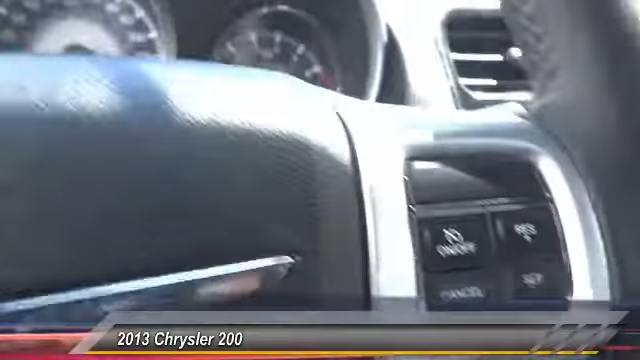 ON/OFF
RES
+
CANCEL
SET
2013 Chrysler 200